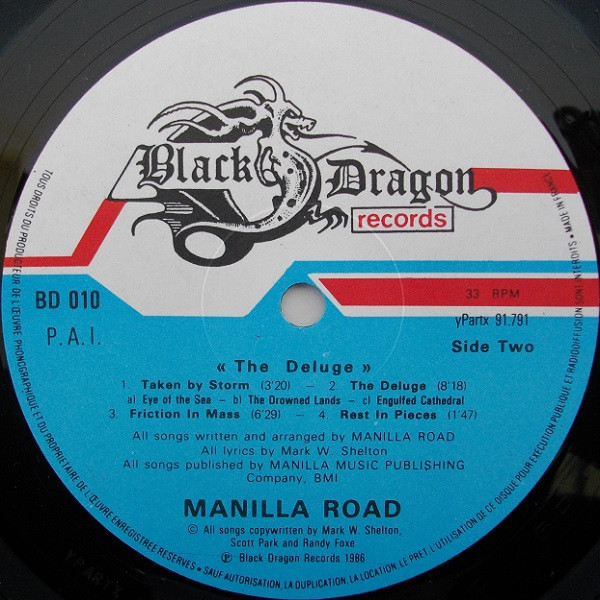 Black Dragon
records
BD 010
P.A.I.
33 RPM
yPartx 91.791
Side Two
« The Deluge »
1. Taken by Storm (3'20) – 2. The Deluge (8'18)
a) Eye of the Sea – b) The Drowned Lands – c) Engulfed Cathedral
3. Friction In Mass (6'29) – 4. Rest In Pieces (1'47)
All songs written and arranged by MANILLA ROAD
All lyrics by Mark W. Shelton
All songs published by MANILLA MUSIC PUBLISHING
Company, BMI
MANILLA ROAD
© All songs copywritten by Mark W. Shelton,
Scott Park and Randy Foxe
℗ Black Dragon Records 1986
TOUS DROITS DU PRODUCTEUR DE L'ŒUVRE PHONOGRAPHIQUE ET DU PROPRIETAIRE DE L'ŒUVRE ENREGISTREE RESERVES • SAUF AUTORISATION, LA DUPLICATION, LA LOCATION, LE PRET, L'UTILISATION DE CE DISQUE POUR EXECUTION PUBLIQUE ET RADIODIFFUSION SONT INTERDITS • MADE IN FRANCE
YPARTX